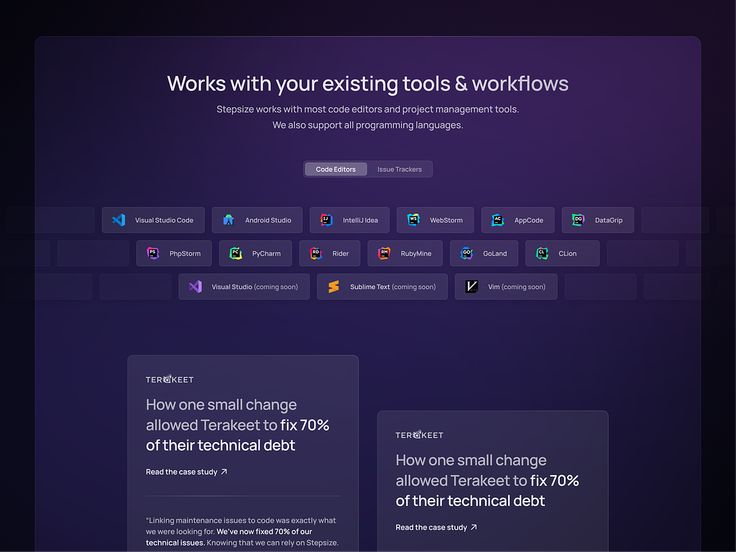 Works with your existing tools & workflows
Stepsize works with most code editors and project management tools.
We also support all programming languages.
Code Editors
Issue Trackers
Visual Studio Code
Android Studio
IntelliJ Idea
WebStorm
AppCode
DataGrip
PhpStorm
PyCharm
Rider
RubyMine
GoLand
CLion
Visual Studio (coming soon)
Sublime Text (coming soon)
Vim (coming soon)
TERAKEET
How one small change
allowed Terakeet to fix 70%
of their technical debt
Read the case study
"Linking maintenance issues to code was exactly what
we were looking for. We've now fixed 70% of our
technical issues. Knowing that we can rely on Stepsize.
TERAKEET
How one small change
allowed Terakeet to fix 70%
of their technical debt
Read the case study